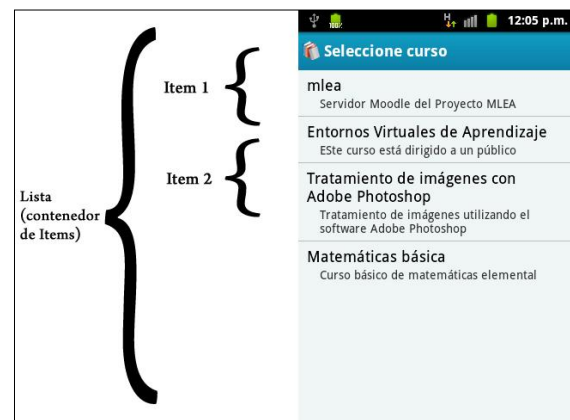 Item 1
Item 2
Lista
(contenedor
de Items)
100%
H
12:05 p.m.
Seleccione curso
mlea
Servidor Moodle del Proyecto MLEA
Entornos Virtuales de Aprendizaje
ESte curso está dirigido a un público
Tratamiento de imágenes con
Adobe Photoshop
Tratamiento de imágenes utilizando el
software Adobe Photoshop
Matemáticas básica
Curso básico de matemáticas elemental